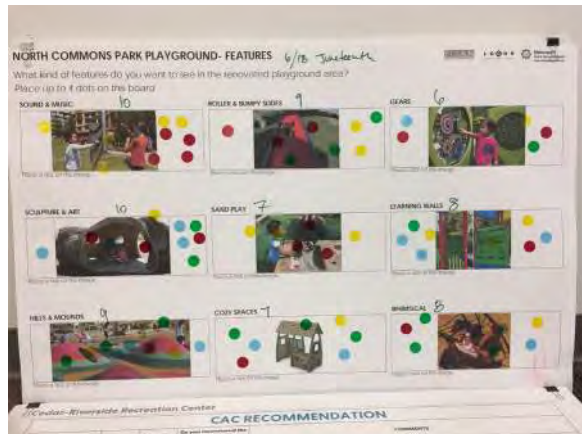 NORTH COMMONS PARK PLAYGROUND- FEATURES 6/18 Juneteenth
What kind of features do you want to see in the renovated playground area?
Place up to 4 dots on this board
SOUND & MUSIC 10
ROLLER & BUMPY SLIDES 9
GEARS 6
SCULPTURE & ART 10
SAND PLAY 7
LEARNING WALLS 8
HILLS & MOUNDS 9
COZY SPACES 7
WHIMSICAL 8
Cedar-Riverside Recreation Center
CAC RECOMMENDATION
COMMENTS